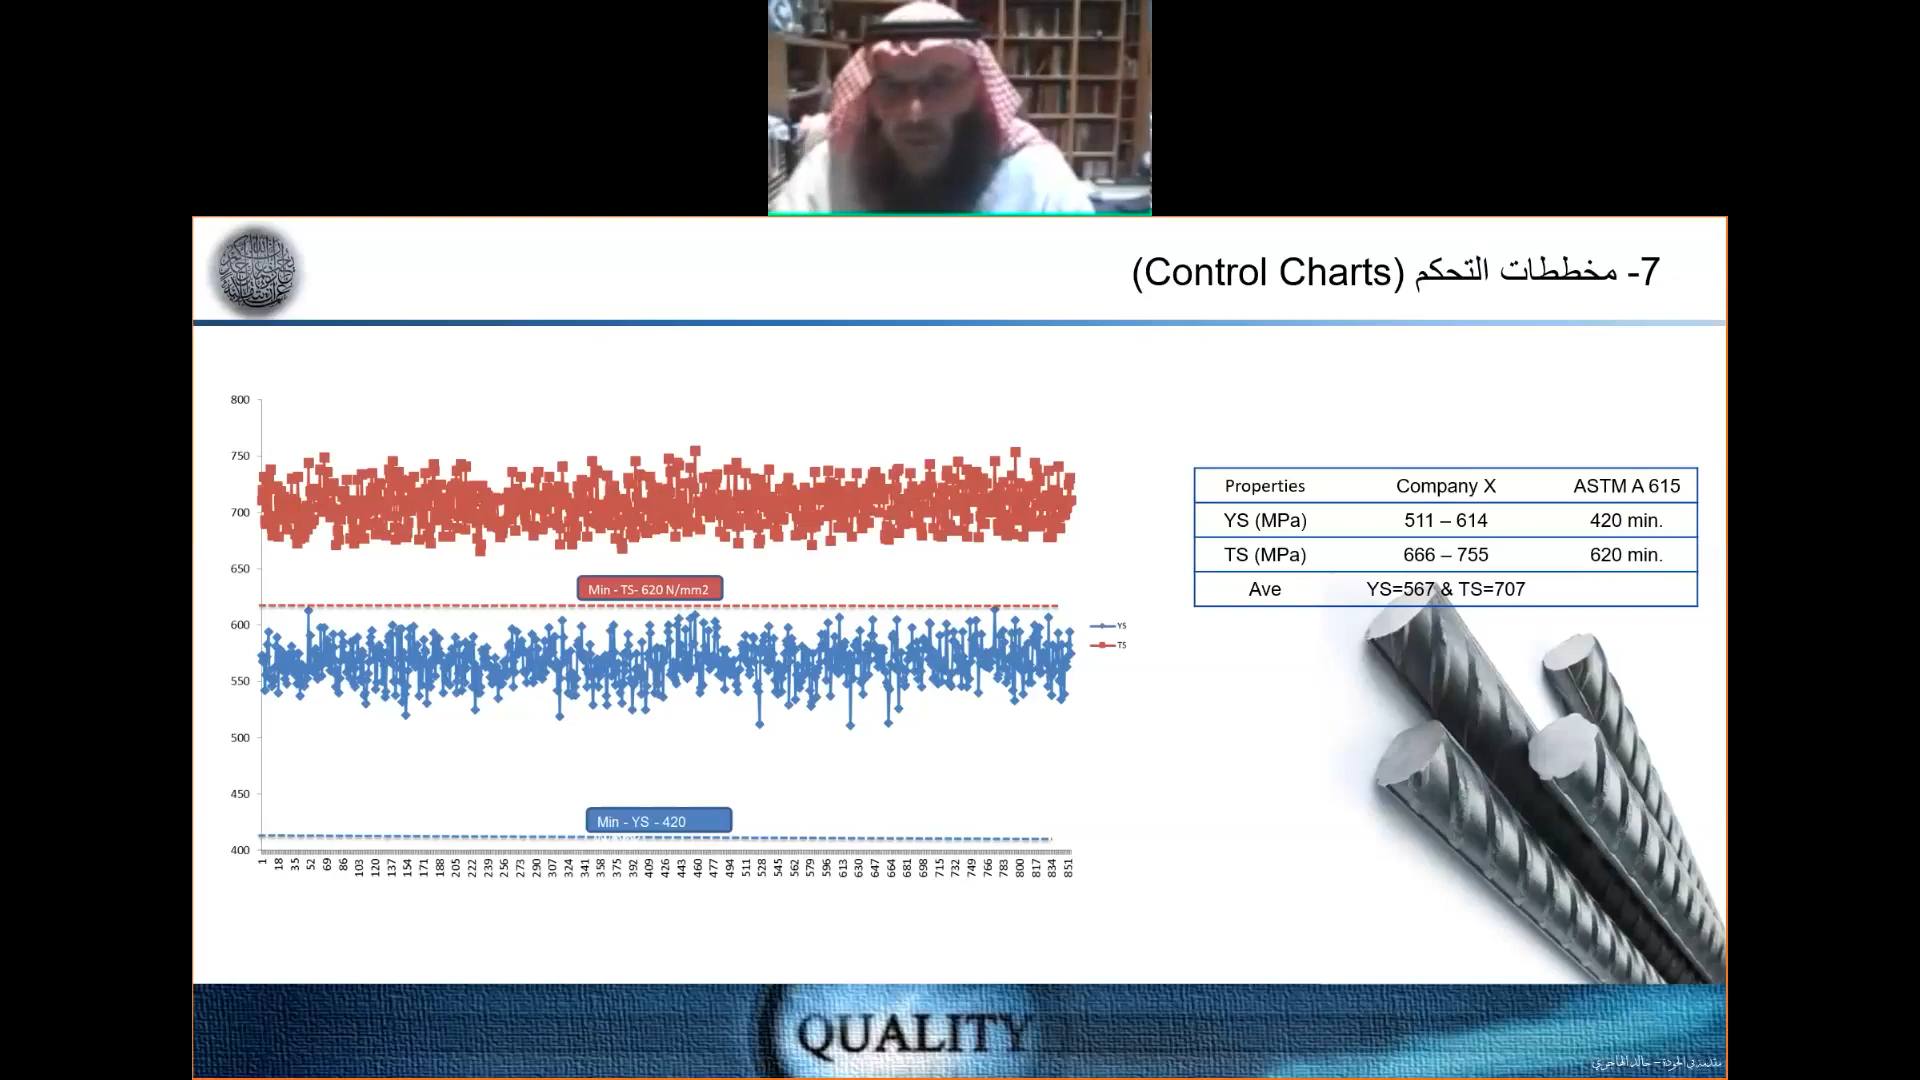 7- مخططات التحكم (Control Charts)
800
750
700
650
600
550
500
450
400
Min - TS- 620 N/mm2
Min - YS - 420
YS
TS
1 18 35 52 69 86 103 120 137 154 171 188 205 222 239 256 273 290 307 324 341 358 375 392 409 426 443 460 477 494 511 528 545 562 579 596 613 630 647 664 681 698 715 732 749 766 783 800 817 834 851
Properties Company X ASTM A 615
YS (MPa) 511 – 614 420 min.
TS (MPa) 666 – 755 620 min.
Ave YS=567 & TS=707
QUALITY
مقدمة في الجودة – خالد الهاجري